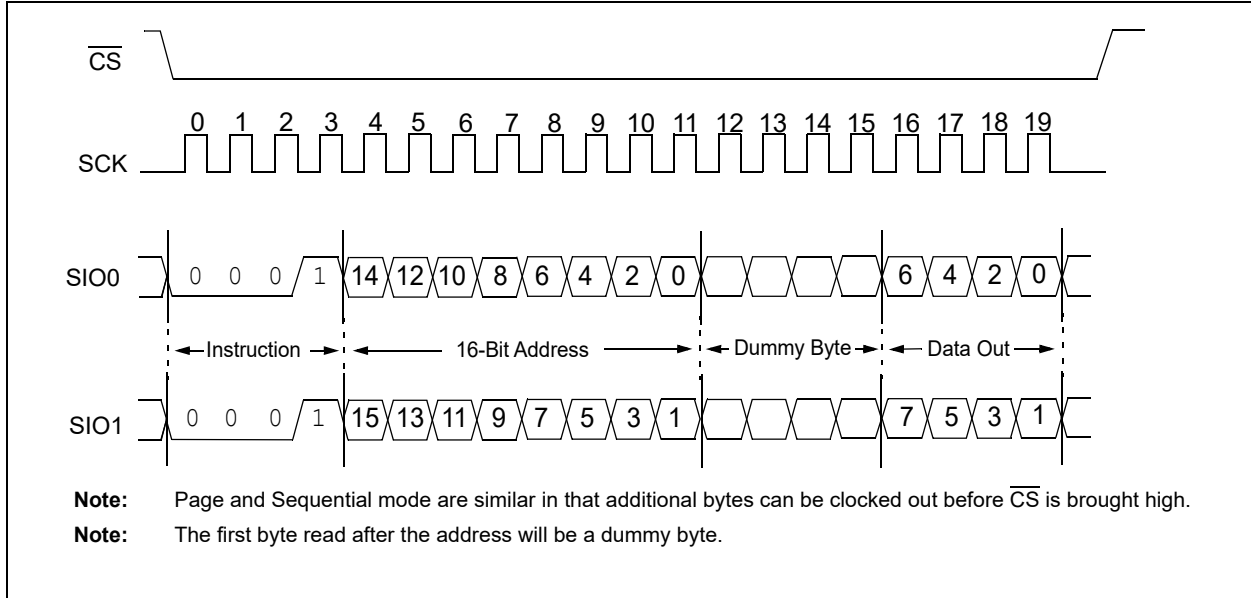 CS
0 1 2 3 4 5 6 7 8 9 10 11 12 13 14 15 16 17 18 19
SCK
SIO0 0 0 0 1 14 12 10 8 6 4 2 0 6 4 2 0
Instruction 16-Bit Address Dummy Byte Data Out
SIO1 0 0 0 1 15 13 11 9 7 5 3 1 7 5 3 1
Note: Page and Sequential mode are similar in that additional bytes can be clocked out before CS is brought high.
Note: The first byte read after the address will be a dummy byte.